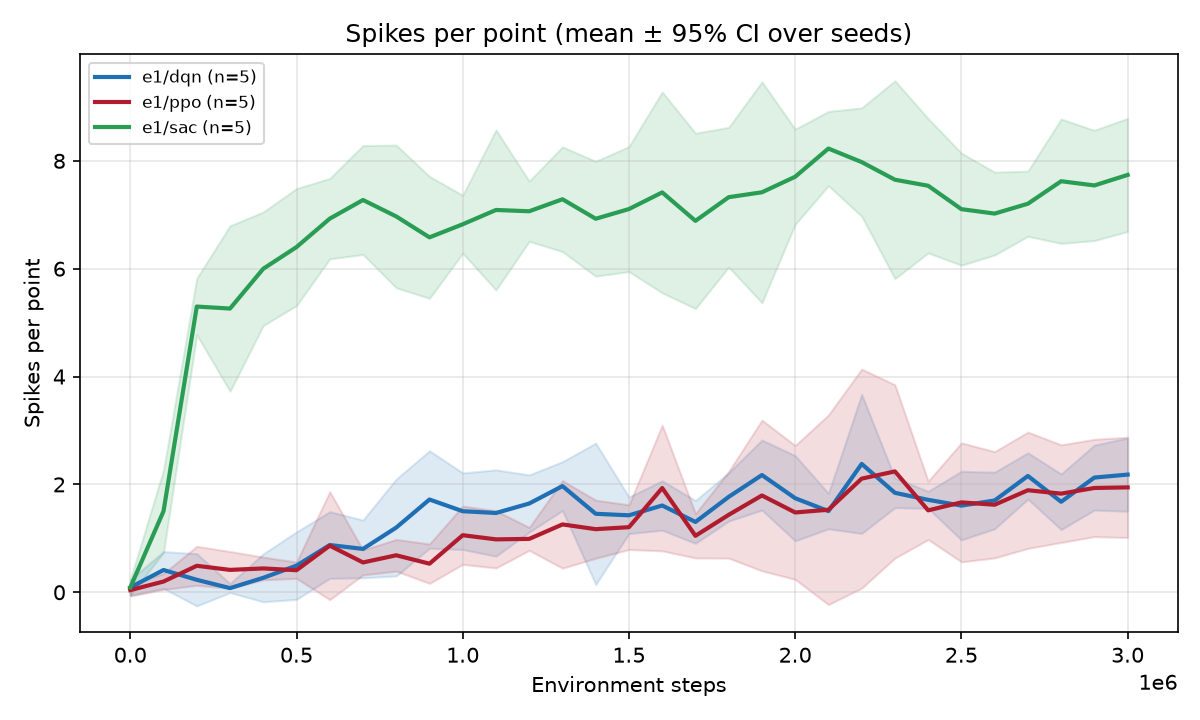 Spikes per point (mean ± 95% CI over seeds)
e1/dqn (n=5)
e1/ppo (n=5)
e1/sac (n=5)
Spikes per point
8
6
4
2
0
0.0 0.5 1.0 1.5 2.0 2.5 3.0
1e6
Environment steps